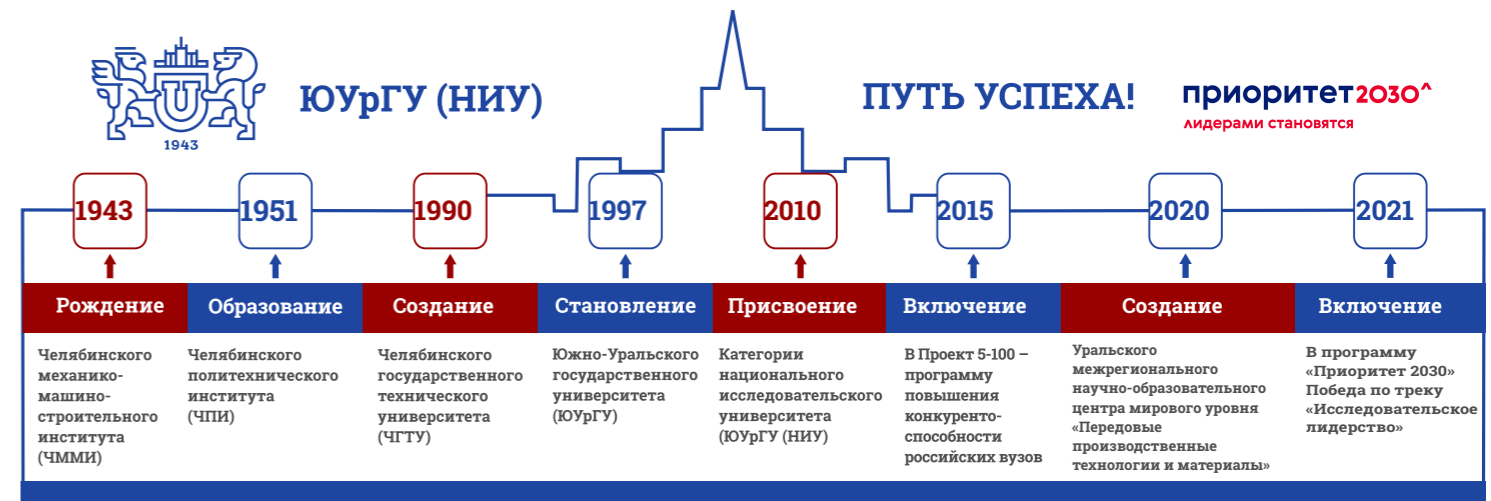 ЮУрГУ (НИУ)
ПУТЬ УСПЕХА!
приоритет2030^
лидерами становятся
1943
1943
1951
1990
1997
2010
2015
2020
2021
Рождение
Образование
Создание
Становление
Присвоение
Включение
Создание
Включение
Челябинского
механико-
машино-
строительного
института
(ЧММИ)
Челябинского
политехнического
института
(ЧПИ)
Челябинского
государственного
технического
университета
(ЧГТУ)
Южно-Уральского
государственного
университета
(ЮУрГУ)
Категории
национального
исследовательского
университета
(ЮУрГУ (НИУ)
В Проект 5-100 –
программу
повышения
конкуренто-
способности
российских вузов
Уральского
межрегионального
научно-образовательного
центра мирового уровня
«Передовые
производственные
технологии и материалы»
В программу
«Приоритет 2030»
Победа по треку
«Исследовательское
лидерство»